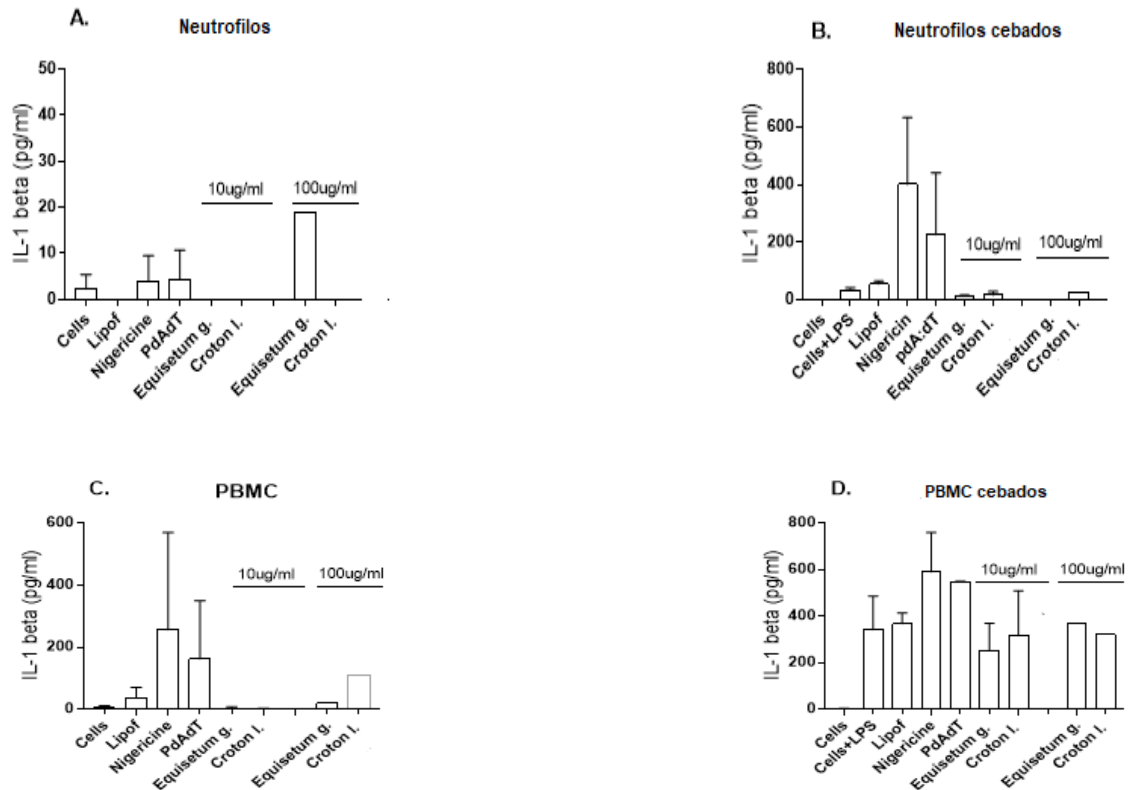 A.
Neutrofilos
IL-1 beta (pg/ml)
50
40
30
20
10
0
10ug/ml
100ug/ml
Cells
Lipof
Nigericine
PdAdT
Equisetum g.
Croton l.
Equisetum g.
Croton l.
B.
Neutrofilos cebados
IL-1 beta (pg/ml)
800
600
400
200
0
10ug/ml
100ug/ml
Cells
Cells+LPS
Lipof
Nigericin
pdA:dT
Equisetum g.
Croton l.
Equisetum g.
Croton l.
C.
PBMC
IL-1 beta (pg/ml)
600
400
200
0
10ug/ml
100ug/ml
Cells
Lipof
Nigericine
PdAdT
Equisetum g.
Croton l.
Equisetum g.
Croton l.
D.
PBMC cebados
IL-1 beta (pg/ml)
800
600
400
200
0
10ug/ml
100ug/ml
Cells
Cells+LPS
Lipof
Nigericine
PdAdT
Equisetum g.
Croton l.
Equisetum g.
Croton l.